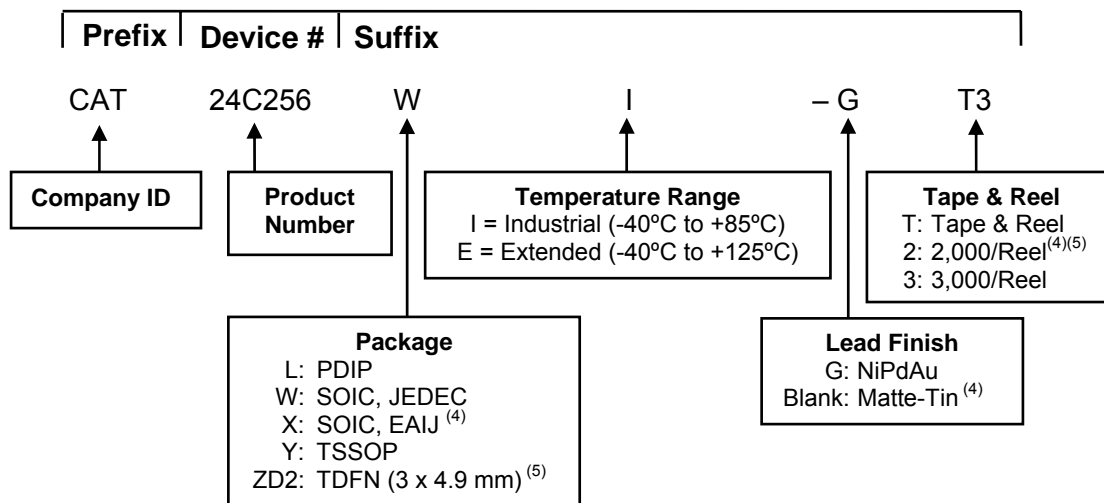 Prefix Device # Suffix
CAT 24C256 W I – G T3
Company ID
Product
Number
Temperature Range
I = Industrial (-40ºC to +85ºC)
E = Extended (-40ºC to +125ºC)
Tape & Reel
T: Tape & Reel
2: 2,000/Reel(4)(5)
3: 3,000/Reel
Package
L: PDIP
W: SOIC, JEDEC
X: SOIC, EAIJ (4)
Y: TSSOP
ZD2: TDFN (3 x 4.9 mm) (5)
Lead Finish
G: NiPdAu
Blank: Matte-Tin (4)